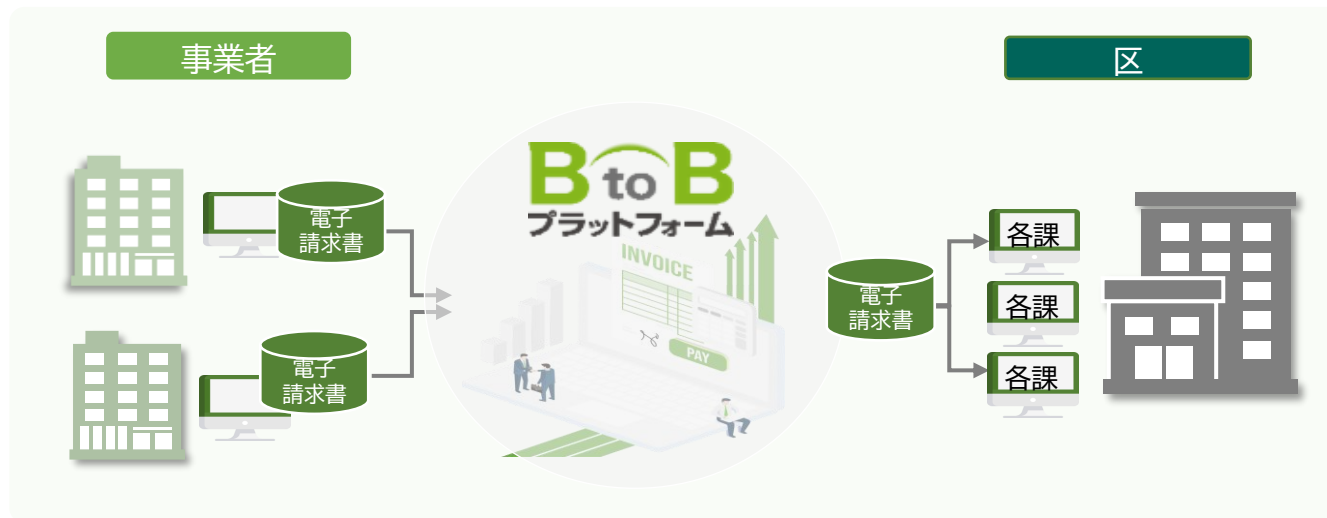 事業者
区
B to B
プラットフォーム
電子
請求書
INVOICE
PAY
電子
請求書
電子
請求書
各課
各課
各課